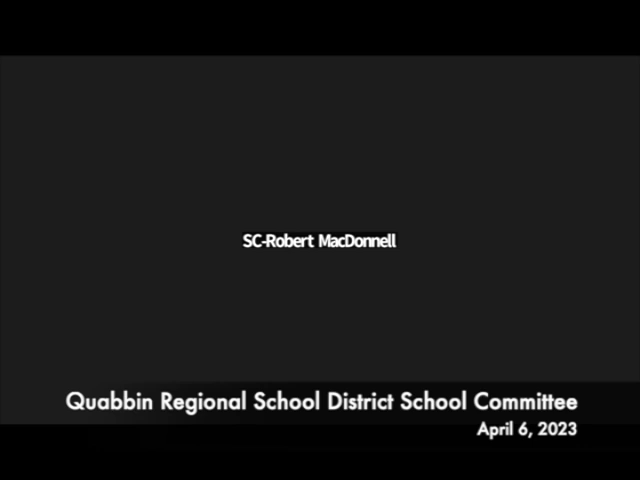 SC-Robert MacDonnell
Quabbin Regional School District School Committee
April 6, 2023